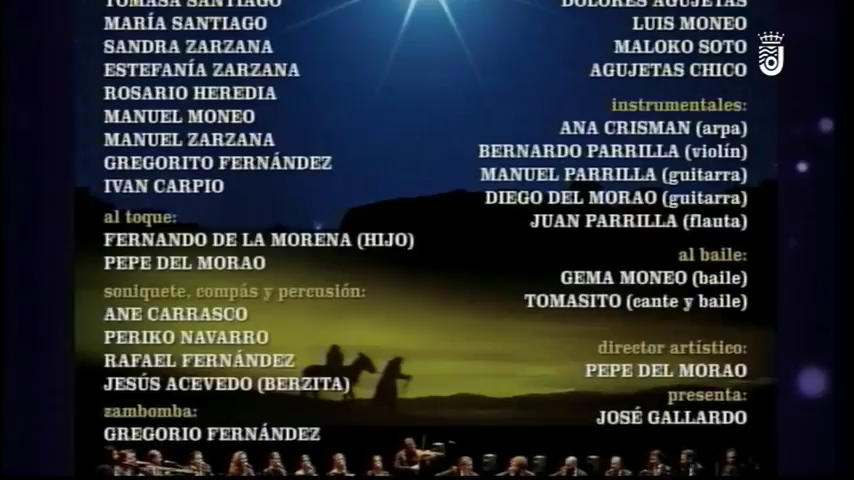 TOMASA SANTIAGO
MARÍA SANTIAGO
SANDRA ZARZANA
ESTEFANÍA ZARZANA
ROSARIO HEREDIA
MANUEL MONEO
MANUEL ZARZANA
GREGORITO FERNÁNDEZ
IVAN CARPIO
al toque:
FERNANDO DE LA MORENA (HIJO)
PEPE DEL MORAO
soniquete, compás y percusión:
ANE CARRASCO
PERIKO NAVARRO
RAFAEL FERNÁNDEZ
JESÚS ACEVEDO (BERZITA)
zambomba:
GREGORIO FERNÁNDEZ
DOLORES AGUJETAS
LUIS MONEO
MALOKO SOTO
AGUJETAS CHICO
instrumentales:
ANA CRISMAN (arpa)
BERNARDO PARRILLA (violín)
MANUEL PARRILLA (guitarra)
DIEGO DEL MORAO (guitarra)
JUAN PARRILLA (flauta)
al baile:
GEMA MONEO (baile)
TOMASITO (cante y baile)
director artístico:
PEPE DEL MORAO
presenta:
JOSÉ GALLARDO